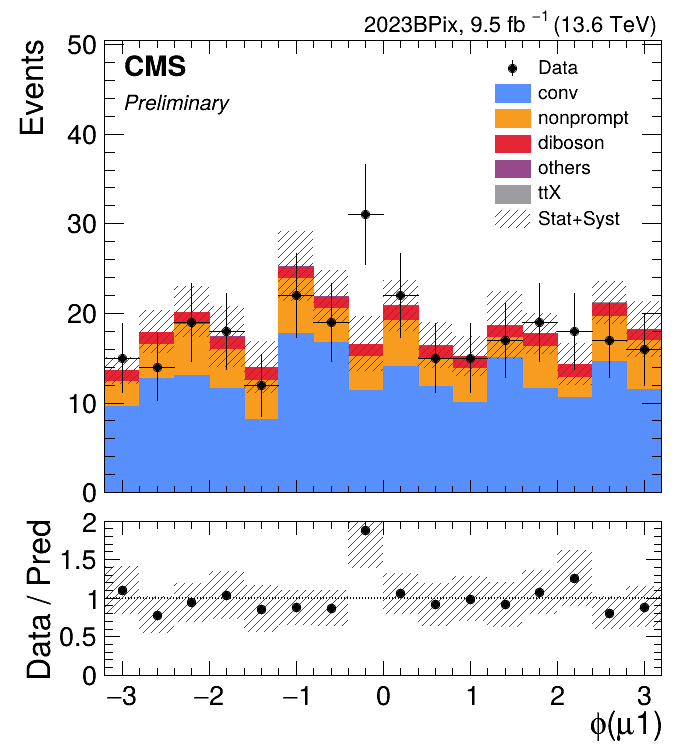 2023BPix, 9.5 fb ⁻¹ (13.6 TeV)
Events
50
40
30
20
10
0
CMS
Preliminary
Data
conv
nonprompt
diboson
others
ttX
Stat+Syst
Data / Pred
2
1.5
1
0.5
0
−3 −2 −1 0 1 2 3
ϕ(μ1)